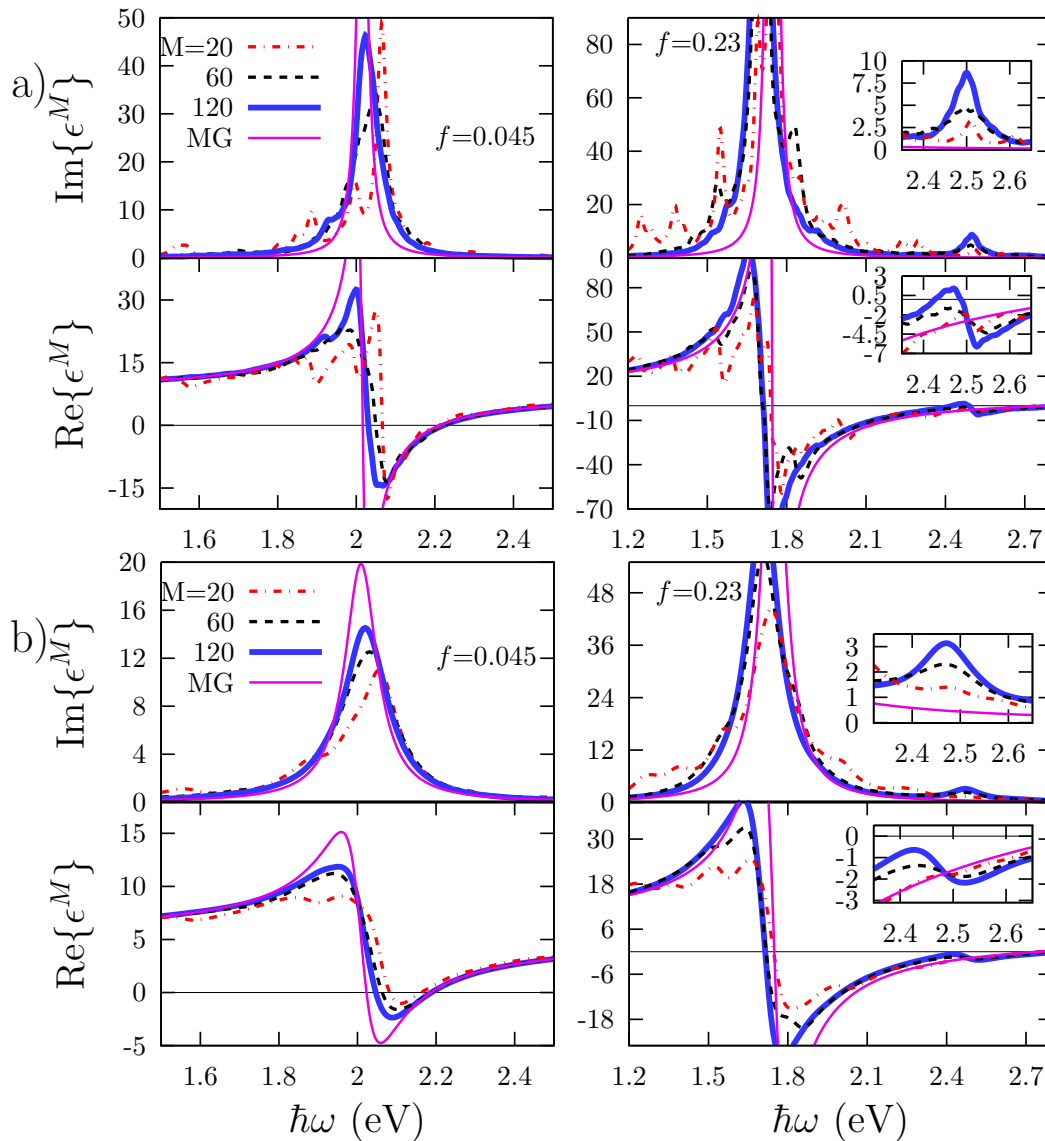 a)
Im{ϵ^M}
50
40
30
20
10
0
M=20
60
120
MG
f=0.045
80
60
40
20
0
f=0.23
10
7.5
5
2.5
0
2.4 2.5 2.6
Re{ϵ^M}
30
15
0
-15
1.6 1.8 2 2.2 2.4
80
50
20
-10
-40
-70
3
0.5
-2
-4.5
-7
2.4 2.5 2.6
1.2 1.5 1.8 2.1 2.4 2.7
b)
Im{ϵ^M}
20
16
12
8
4
0
M=20
60
120
MG
f=0.045
48
36
24
12
0
f=0.23
3
2
1
0
2.4 2.5 2.6
Re{ϵ^M}
15
10
5
0
-5
1.6 1.8 2 2.2 2.4
ħω (eV)
30
18
6
-6
-18
0
-1
-2
-3
2.4 2.5 2.6
1.2 1.5 1.8 2.1 2.4 2.7
ħω (eV)